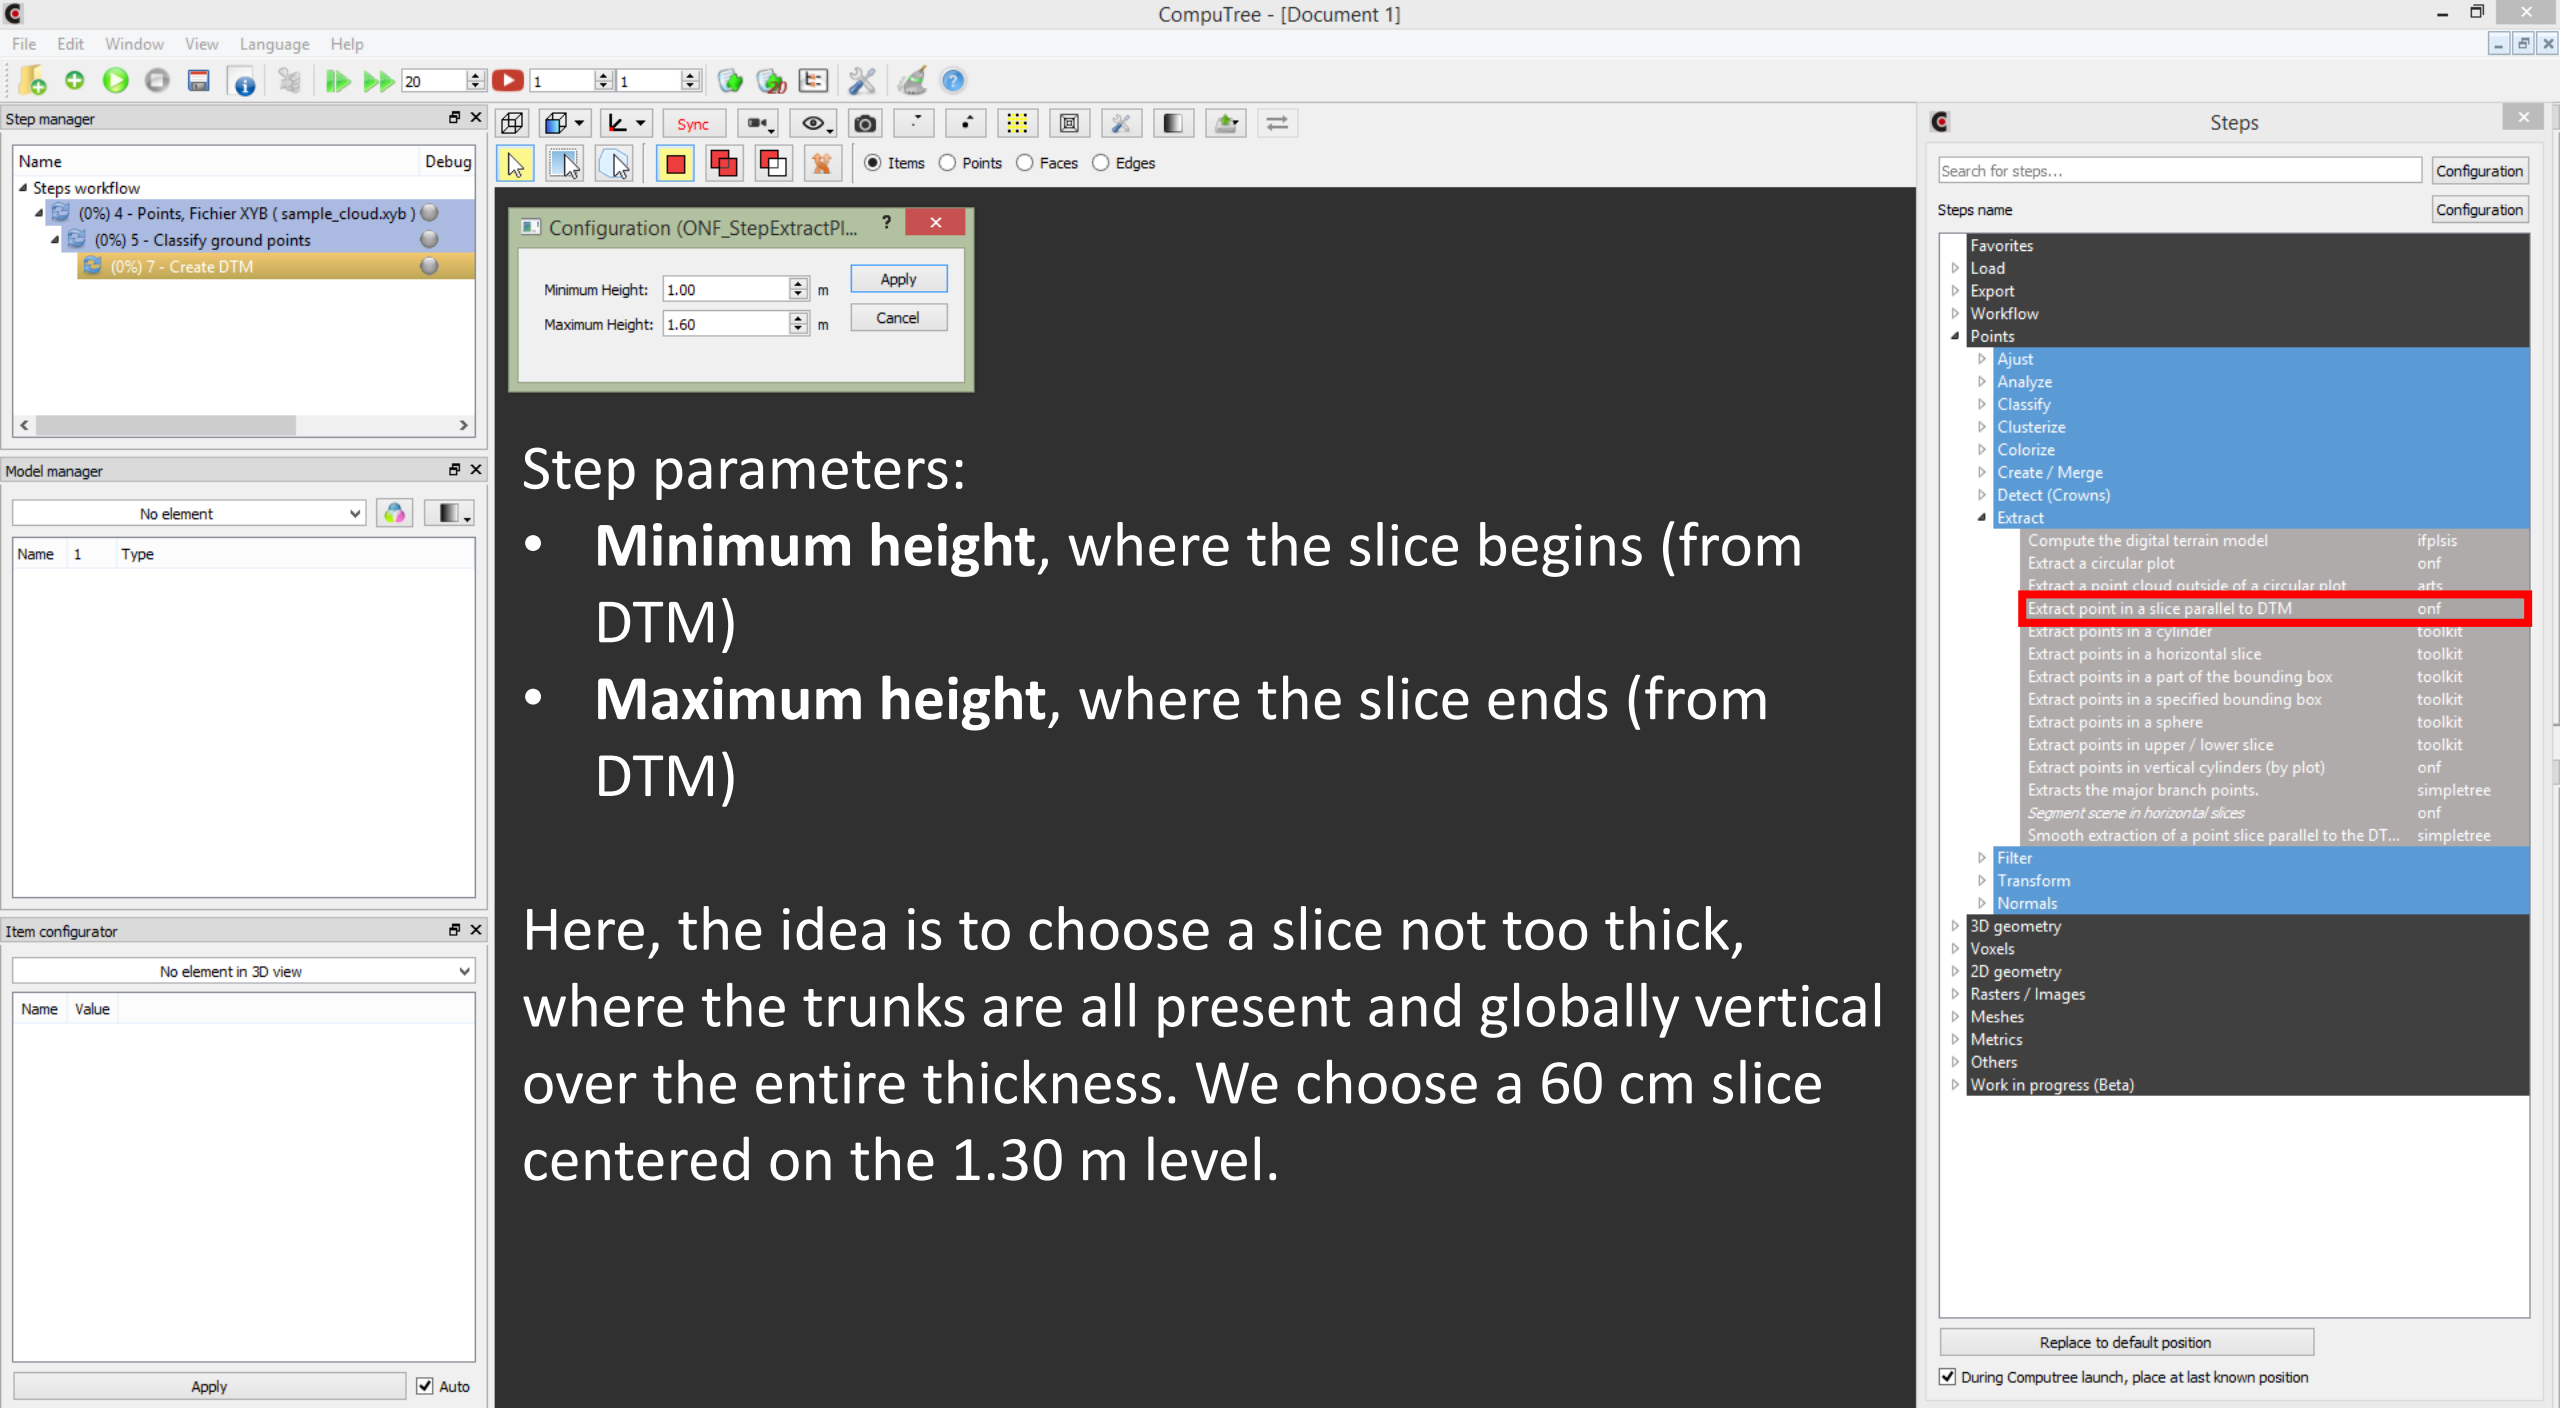 CompuTree - [Document 1]
File Edit Window View Language Help
20 1 1
Step manager
Name Debug
Steps workflow
(0%) 4 - Points, Fichier XYB ( sample_cloud.xyb )
(0%) 5 - Classify ground points
(0%) 7 - Create DTM
Model manager
No element
Name 1 Type
Item configurator
No element in 3D view
Name Value
Apply Auto
Sync
Items Points Faces Edges
Configuration (ONF_StepExtractPl... ?
Minimum Height: 1.00 m Apply
Maximum Height: 1.60 m Cancel
Step parameters:
• Minimum height, where the slice begins (from
DTM)
• Maximum height, where the slice ends (from
DTM)
Here, the idea is to choose a slice not too thick,
where the trunks are all present and globally vertical
over the entire thickness. We choose a 60 cm slice
centered on the 1.30 m level.
Steps
Search for steps... Configuration
Steps name Configuration
Favorites
Load
Export
Workflow
Points
Ajust
Analyze
Classify
Clusterize
Colorize
Create / Merge
Detect (Crowns)
Extract
Compute the digital terrain model ifplsis
Extract a circular plot onf
Extract a point cloud outside of a circular plot arts
Extract point in a slice parallel to DTM onf
Extract points in a cylinder toolkit
Extract points in a horizontal slice toolkit
Extract points in a part of the bounding box toolkit
Extract points in a specified bounding box toolkit
Extract points in a sphere toolkit
Extract points in upper / lower slice toolkit
Extract points in vertical cylinders (by plot) onf
Extracts the major branch points. simpletree
Segment scene in horizontal slices onf
Smooth extraction of a point slice parallel to the DT... simpletree
Filter
Transform
Normals
3D geometry
Voxels
2D geometry
Rasters / Images
Meshes
Metrics
Others
Work in progress (Beta)
Replace to default position
During Computree launch, place at last known position